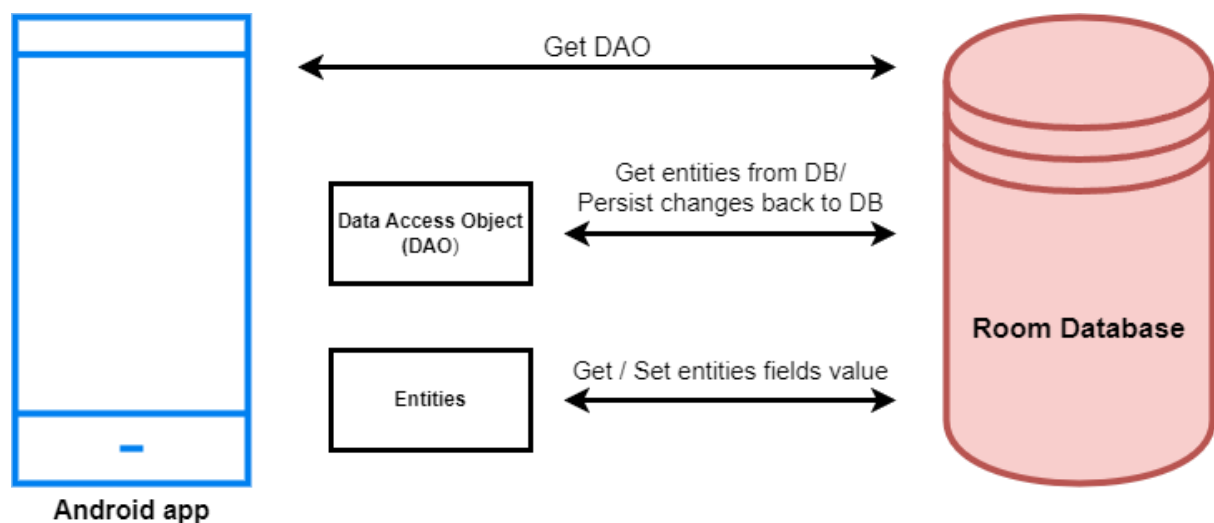 Get DAO
Get entities from DB/
Persist changes back to DB
Data Access Object
(DAO)
Room Database
Get / Set entities fields value
Entities
Android app